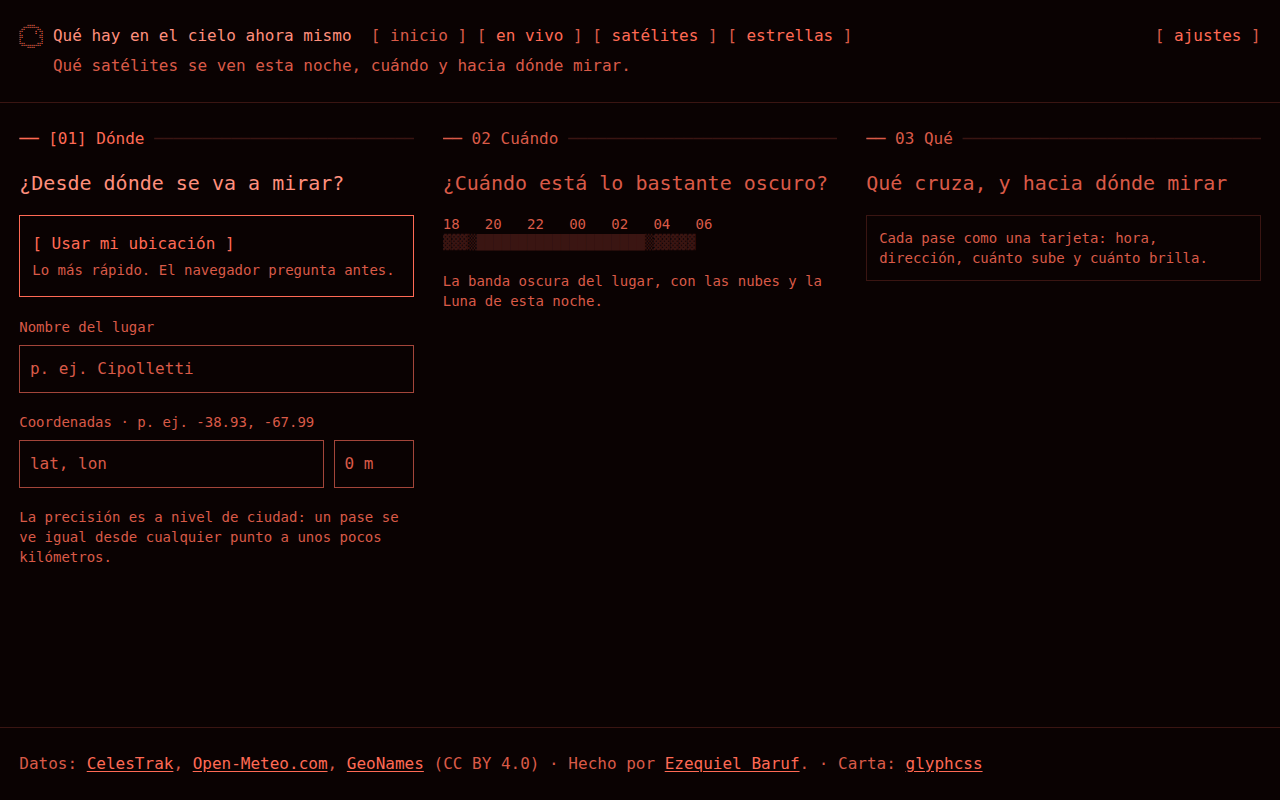 Qué hay en el cielo ahora mismo [ inicio ] [ en vivo ] [ satélites ] [ estrellas ] [ ajustes ]
Qué satélites se ven esta noche, cuándo y hacia dónde mirar.
[01] Dónde
¿Desde dónde se va a mirar?
[ Usar mi ubicación ]
Lo más rápido. El navegador pregunta antes.
Nombre del lugar
p. ej. Cipolletti
Coordenadas · p. ej. -38.93, -67.99
lat, lon
0 m
La precisión es a nivel de ciudad: un pase se
ve igual desde cualquier punto a unos pocos
kilómetros.
02 Cuándo
¿Cuándo está lo bastante oscuro?
18 20 22 00 02 04 06
La banda oscura del lugar, con las nubes y la
Luna de esta noche.
03 Qué
Qué cruza, y hacia dónde mirar
Cada pase como una tarjeta: hora,
dirección, cuánto sube y cuánto brilla.
Datos: CelesTrak, Open-Meteo.com, GeoNames (CC BY 4.0) · Hecho por Ezequiel Baruf. · Carta: glyphcss